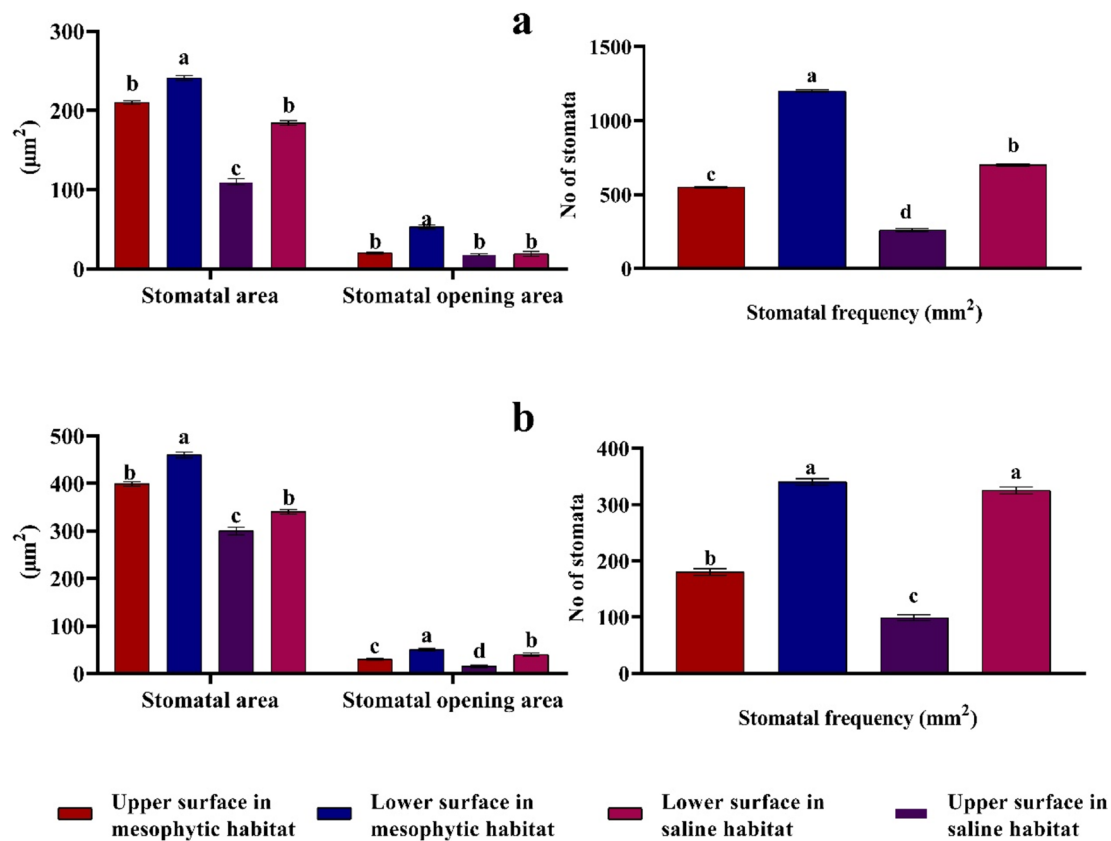 a
300
200
100
0
(μm²)
b
a
c
b
b
a
b
b
Stomatal area
Stomatal opening area
1500
1000
500
0
No of stomata
c
a
d
b
Stomatal frequency (mm²)
b
500
400
300
200
100
0
(μm²)
b
a
c
b
c
a
d
b
Stomatal area
Stomatal opening area
400
300
200
100
0
No of stomata
b
a
c
a
Stomatal frequency (mm²)
Upper surface in
mesophytic habitat
Lower surface in
mesophytic habitat
Lower surface in
saline habitat
Upper surface in
saline habitat